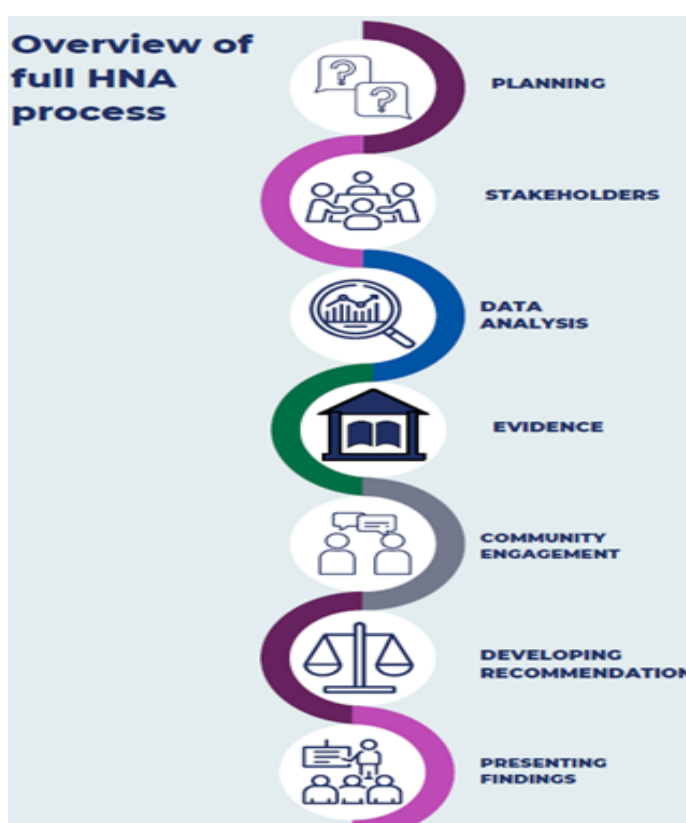 Overview of
full HNA
process
PLANNING
STAKEHOLDERS
DATA
ANALYSIS
EVIDENCE
COMMUNITY
ENGAGEMENT
DEVELOPING
RECOMMENDATION
PRESENTING
FINDINGS